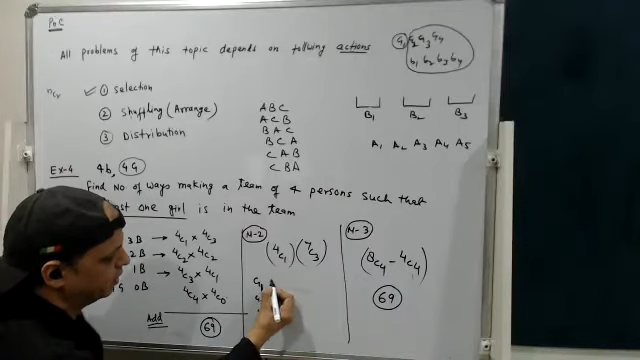 P&C
All problems of this topic depends on following actions
G₁ G₂ G₃ G₄
b₁ b₂ b₃ b₄
ⁿCᵣ ✓ ① Selection
② Shuffling (Arrange)
③ Distribution
ABC
ACB
BAC
BCA
CAB
CBA
B₁ B₂ B₃
A₁ A₂ A₃ A₄ A₅
Ex-4 4b, 4G
Find No of ways making a team of 4 persons such that
one girl is in the team
3B → ⁴C₁ × ⁴C₃
2B → ⁴C₂ × ⁴C₂
1B → ⁴C₃ × ⁴C₁
0B ⁴C₄ × ⁴C₀
Add 69
M-2
(⁴C₁)(⁷C₃)
G₁
M-3
(⁸C₄ - ⁴C₄)
69